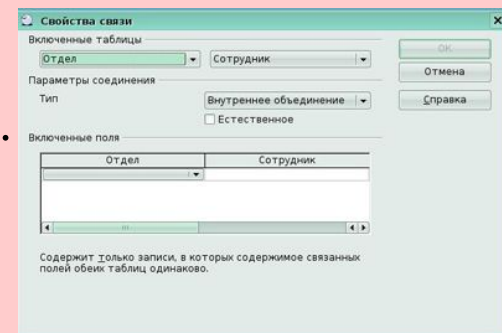 Свойства связи
Включенные таблицы
Отдел Сотрудник
ОК
Отмена
Справка
Параметры соединения
Тип Внутреннее объединение
Естественное
Включенные поля
Отдел Сотрудник
Содержит только записи, в которых содержимое связанных
полей обеих таблиц одинаково.